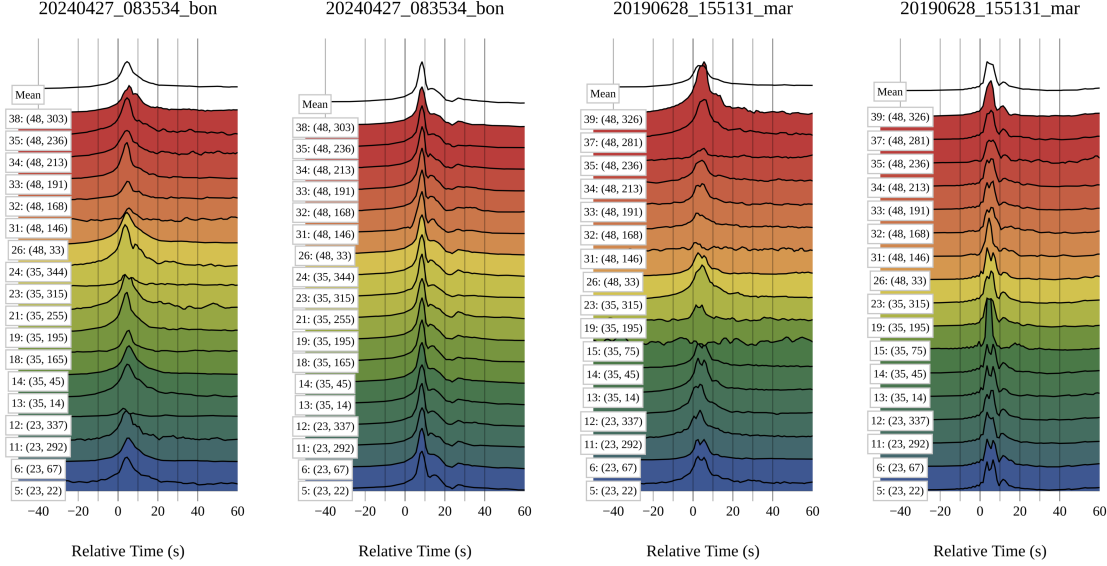 20240427_083534_bon
20240427_083534_bon
20190628_155131_mar
20190628_155131_mar
Mean
38: (48, 303)
35: (48, 236)
34: (48, 213)
33: (48, 191)
32: (48, 168)
31: (48, 146)
26: (48, 33)
24: (35, 344)
23: (35, 315)
21: (35, 255)
19: (35, 195)
18: (35, 165)
14: (35, 45)
13: (35, 14)
12: (23, 337)
11: (23, 292)
6: (23, 67)
5: (23, 22)
−40 −20 0 20 40 60
Relative Time (s)
Mean
38: (48, 303)
35: (48, 236)
34: (48, 213)
33: (48, 191)
32: (48, 168)
31: (48, 146)
26: (48, 33)
24: (35, 344)
23: (35, 315)
21: (35, 255)
19: (35, 195)
18: (35, 165)
14: (35, 45)
13: (35, 14)
12: (23, 337)
11: (23, 292)
6: (23, 67)
5: (23, 22)
−40 −20 0 20 40 60
Relative Time (s)
Mean
39: (48, 326)
37: (48, 281)
35: (48, 236)
34: (48, 213)
33: (48, 191)
32: (48, 168)
31: (48, 146)
26: (48, 33)
23: (35, 315)
19: (35, 195)
15: (35, 75)
14: (35, 45)
13: (35, 14)
12: (23, 337)
11: (23, 292)
6: (23, 67)
5: (23, 22)
−40 −20 0 20 40 60
Relative Time (s)
Mean
39: (48, 326)
37: (48, 281)
35: (48, 236)
34: (48, 213)
33: (48, 191)
32: (48, 168)
31: (48, 146)
26: (48, 33)
23: (35, 315)
19: (35, 195)
15: (35, 75)
14: (35, 45)
13: (35, 14)
12: (23, 337)
11: (23, 292)
6: (23, 67)
5: (23, 22)
−40 −20 0 20 40 60
Relative Time (s)